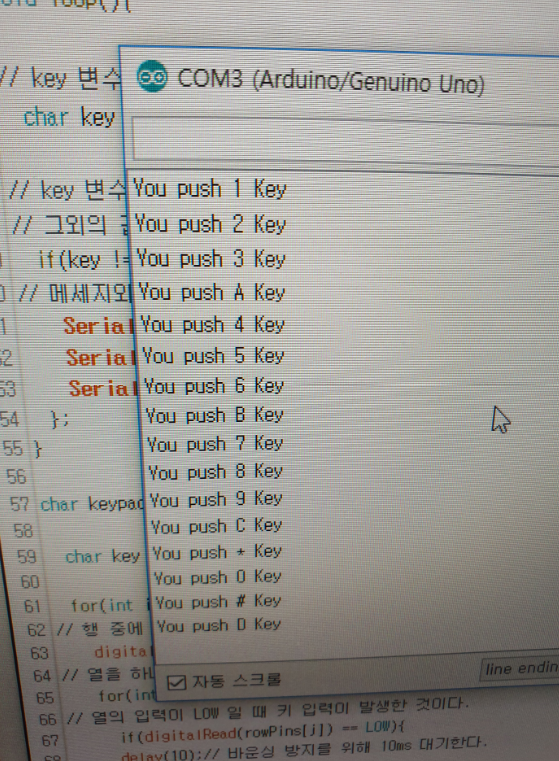 loop(){
// key 변수
char key
COM3 (Arduino/Genuino Uno)
// key 변수
// 그외의
if(key !=
// 메세지와
Serial
Serial
Serial
54 };
55 }
56
57 char keypad
58
59 char key
60
61 for(int
62 // 행 중에
63 digital
64 // 열을 하나
65 for(int
66 // 열의 입력이 LOW 일 때 키 입력이 발생한 것이다.
67 if(digitalRead(rowPins[j]) == LOW){
68 delay(10);// 바운싱 방지를 위해 10ms 대기한다.
You push 1 Key
You push 2 Key
You push 3 Key
You push A Key
You push 4 Key
You push 5 Key
You push 6 Key
You push B Key
You push 7 Key
You push 8 Key
You push 9 Key
You push C Key
You push * Key
You push 0 Key
You push # Key
You push D Key
자동 스크롤
line endin